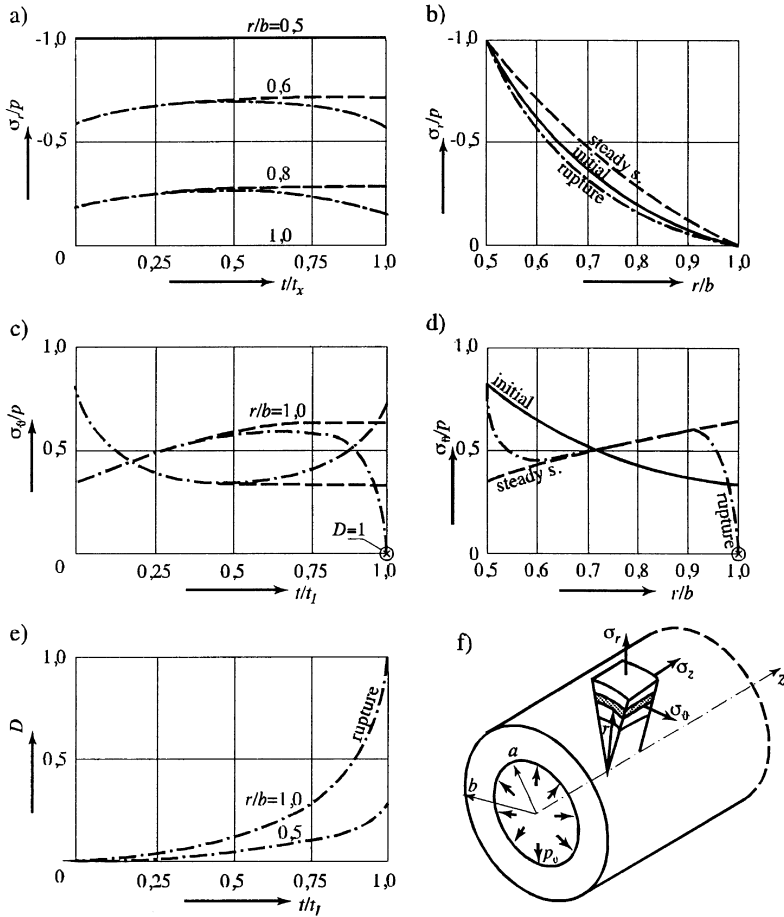 a)
r/b=0,5
-1,0
0,6
σr/p
-0,5
0,8
1,0
0
0,25
0,5
0,75
1,0
t/tx
b)
-1,0
σr/p
-0,5
steady s.
initial
rupture
0
0,5
0,6
0,7
0,8
0,9
1,0
r/b
c)
1,0
r/b=1,0
σϑ/p
0,5
D=1
0
0,25
0,5
0,75
1,0
t/tI
d)
1,0
initial
σϑ/p
0,5
steady s.
rupture
0
0,5
0,6
0,7
0,8
0,9
1,0
r/b
e)
1,0
rupture
D
0,5
r/b=1,0
0,5
0
0,25
0,5
0,75
1,0
t/tI
f)
σr
σz
z
σϑ
r
a
b
pυ